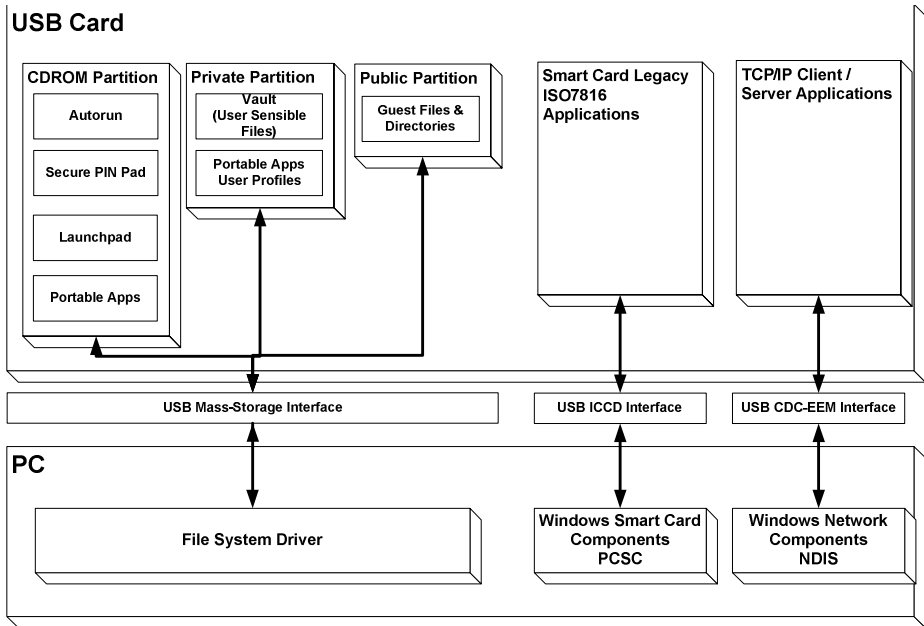 USB Card
CDROM Partition
Autorun
Secure PIN Pad
Launchpad
Portable Apps
Private Partition
Vault
(User Sensible
Files)
Portable Apps
User Profiles
Public Partition
Guest Files &
Directories
Smart Card Legacy
ISO7816
Applications
TCP/IP Client /
Server Applications
USB Mass-Storage Interface
USB ICCD Interface
USB CDC-EEM Interface
PC
File System Driver
Windows Smart Card
Components
PCSC
Windows Network
Components
NDIS